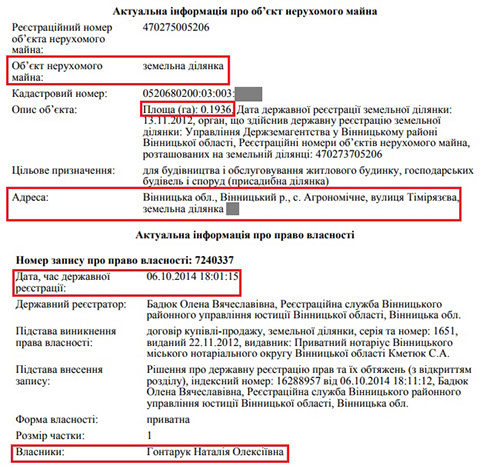 Актуальна інформація про об’єкт нерухомого майна
Реєстраційний номер 470275005206
об’єкта нерухомого
майна:
Об’єкт нерухомого земельна ділянка
майна:
Кадастровий номер: 0520680200:03:003:
Опис об’єкта: Площа (га): 0.1936, Дата державної реєстрації земельної ділянки:
13.11.2012, орган, що здійснив державну реєстрацію земельної
ділянки: Управління Держземагентства у Вінницькому районі
Вінницької області, Реєстраційні номери об’єктів нерухомого майна,
розташованих на земельній ділянці: 470273705206
Цільове призначення: для будівництва і обслуговування житлового будинку, господарських
будівель і споруд (присадибна ділянка)
Адреса: Вінницька обл., Вінницький р., с. Агрономічне, вулиця Тімірязєва,
земельна ділянка
Актуальна інформація про право власності
Номер запису про право власності: 7240337
Дата, час державної 06.10.2014 18:01:15
реєстрації:
Державний реєстратор: Бадюк Олена Вячеславівна, Реєстраційна служба Вінницького
районного управління юстиції Вінницької області, Вінницька обл.
Підстава виникнення договір купівлі-продажу, земельної ділянки, серія та номер: 1651,
права власності: виданий 22.11.2012, видавник: Приватний нотаріус Вінницького
міського нотаріального округу Вінницької області Кметюк С.А.
Підстава внесення Рішення про державну реєстрацію прав та їх обтяжень (з відкриттям
запису: розділу), індексний номер: 16288957 від 06.10.2014 18:11:12, Бадюк
Олена Вячеславівна, Реєстраційна служба Вінницького районного
управління юстиції Вінницької області, Вінницька обл.
Форма власності: приватна
Розмір частки: 1
Власники: Гонтарук Наталія Олексіївна